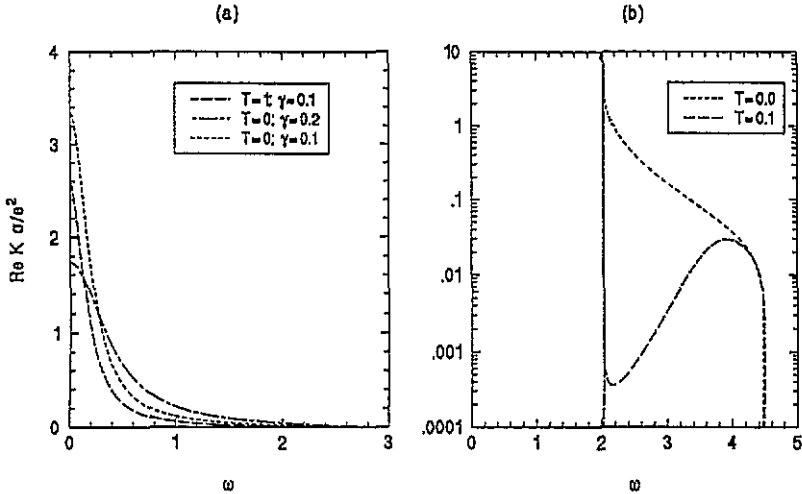 (a)
Re K σ/e²
4
3
2
1
0
T=t; γ=0.1
T=0; γ=0.2
T=0; γ=0.1
0 1 2 3
ω
(b)
10
1
.1
.01
.001
.0001
T=0.0
T=0.1
0 1 2 3 4 5
ω